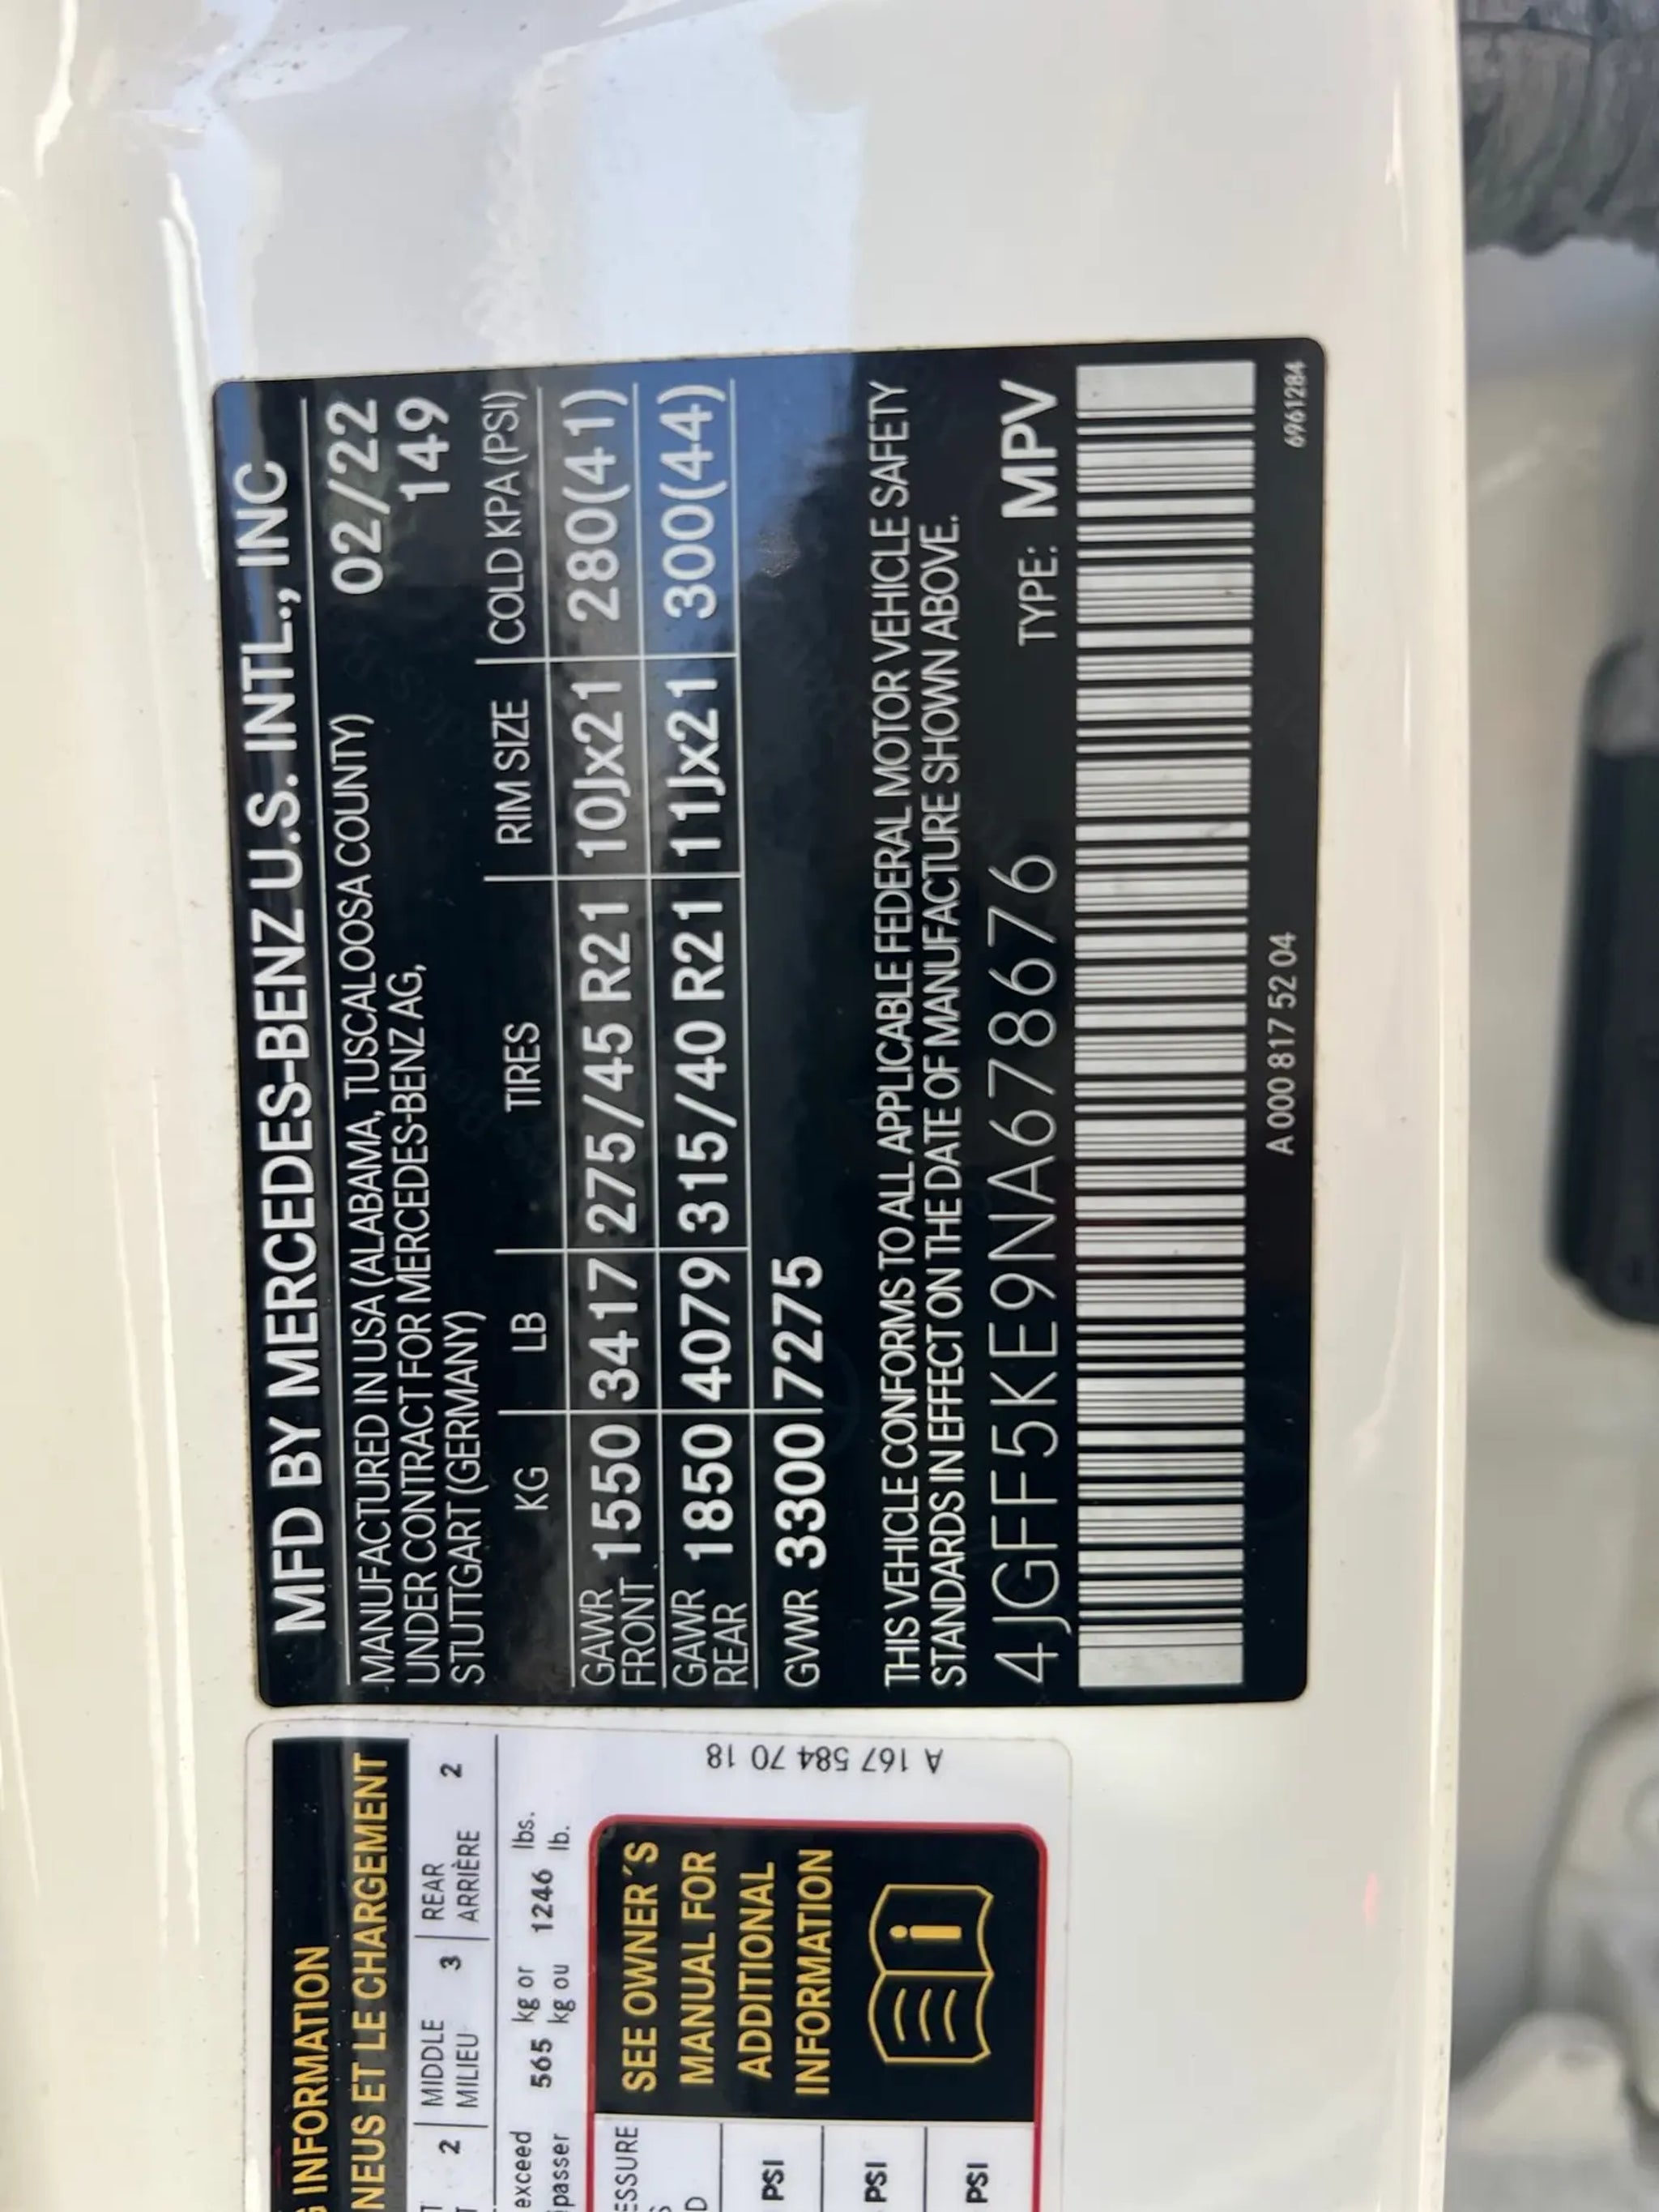 MFD BY MERCEDES-BENZ U.S. INTL., INC
MANUFACTURED IN USA (ALABAMA, TUSCALOOSA COUNTY) 02/22
UNDER CONTRACT FOR MERCEDES-BENZ AG, 149
STUTTGART (GERMANY)
KG LB TIRES RIM SIZE COLD KPA (PSI)
GAWR FRONT 1550 3417 275/45 R21 10Jx21 280(41)
GAWR REAR 1850 4079 315/40 R21 11Jx21 300(44)
GVWR 3300 7275
THIS VEHICLE CONFORMS TO ALL APPLICABLE FEDERAL MOTOR VEHICLE SAFETY
STANDARDS IN EFFECT ON THE DATE OF MANUFACTURE SHOWN ABOVE.
4JGFF5KE9NA678676 TYPE: MPV
A 000 817 52 04
6961284
INFORMATION
NEUS ET LE CHARGEMENT
2 MIDDLE 3 REAR 2
MILIEU ARRIÈRE
exceed 565 kg or 1246 lbs.
passer kg ou lb.
A 167 584 70 18
ESSURE
PSI
PSI
PSI
SEE OWNER´S
MANUAL FOR
ADDITIONAL
INFORMATION
i